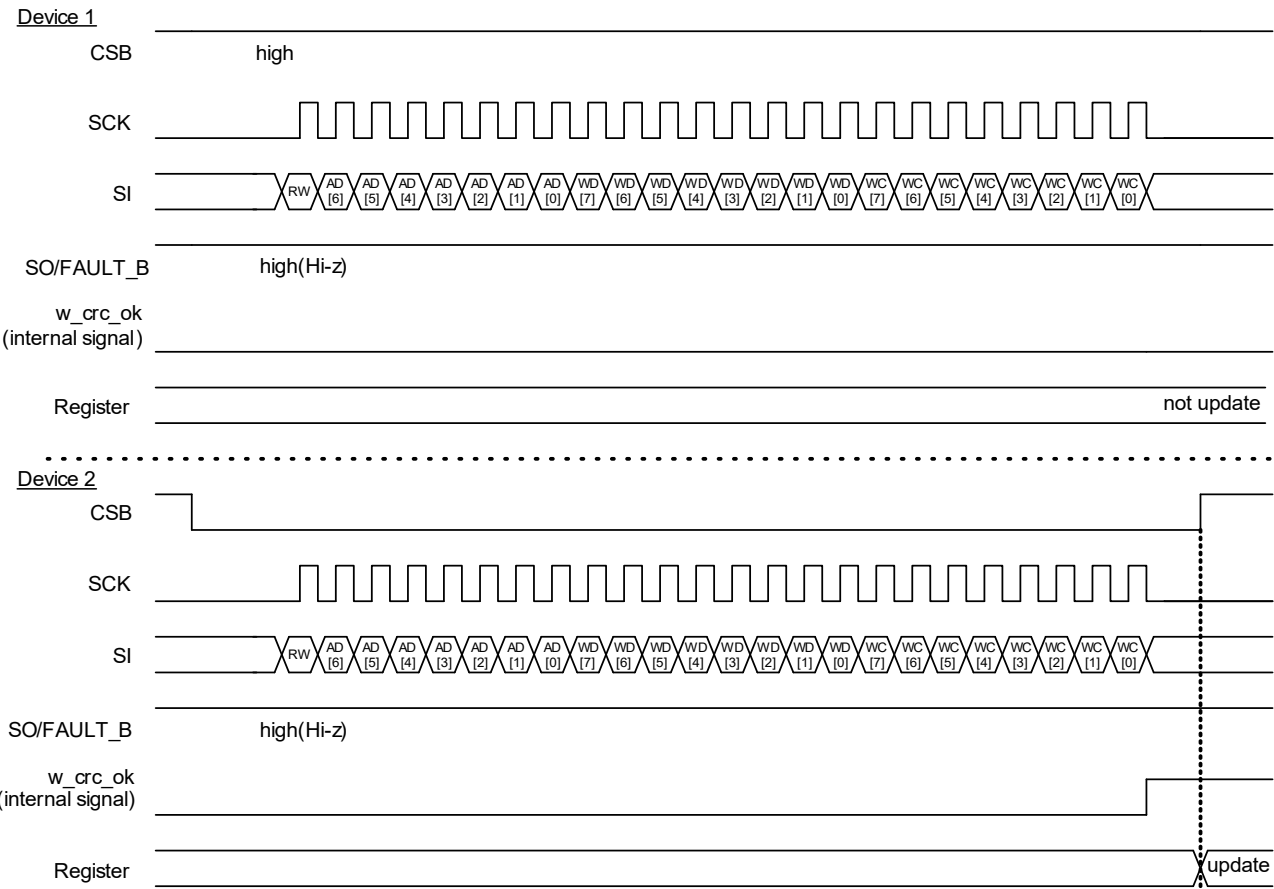 Device 1
CSB
high
SCK
SI
RW AD [6] AD [5] AD [4] AD [3] AD [2] AD [1] AD [0] WD [7] WD [6] WD [5] WD [4] WD [3] WD [2] WD [1] WD [0] WC [7] WC [6] WC [5] WC [4] WC [3] WC [2] WC [1] WC [0]
SO/FAULT_B
high(Hi-z)
w_crc_ok
(internal signal)
Register
not update
Device 2
CSB
SCK
SI
RW AD [6] AD [5] AD [4] AD [3] AD [2] AD [1] AD [0] WD [7] WD [6] WD [5] WD [4] WD [3] WD [2] WD [1] WD [0] WC [7] WC [6] WC [5] WC [4] WC [3] WC [2] WC [1] WC [0]
SO/FAULT_B
high(Hi-z)
w_crc_ok
(internal signal)
Register
update